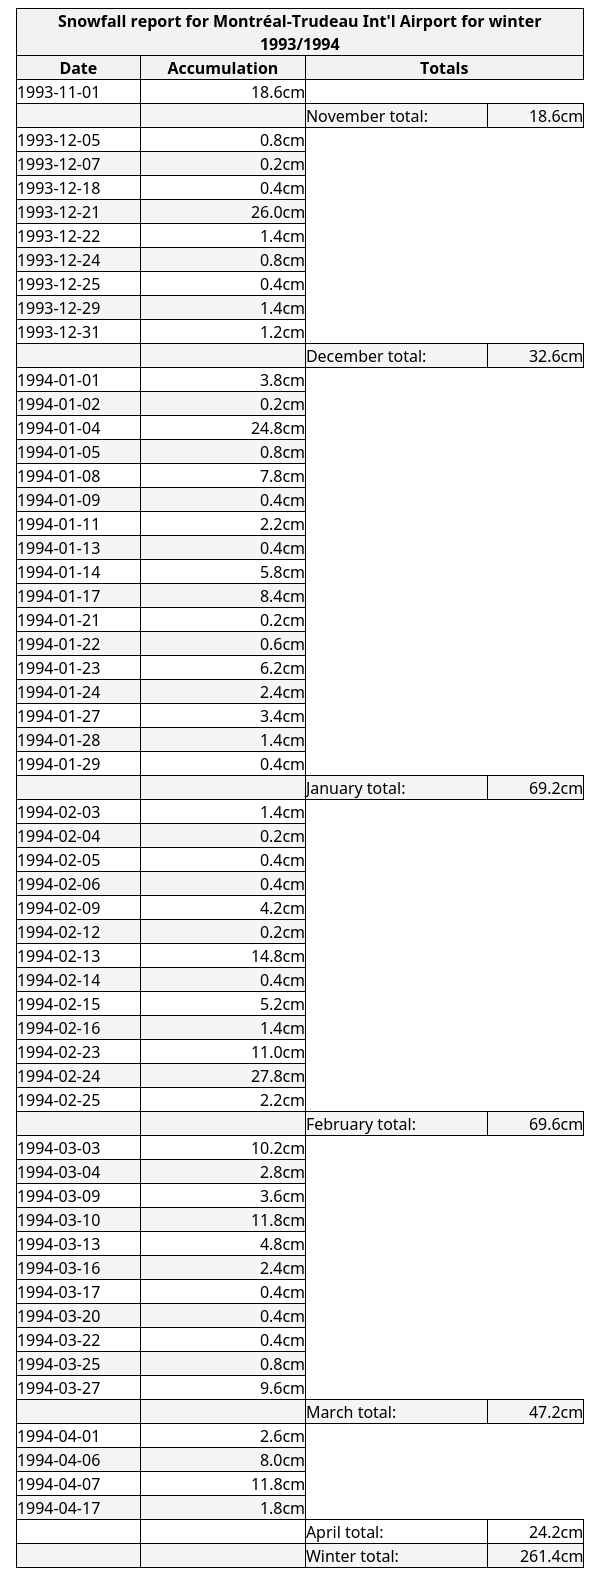 Snowfall report for Montréal-Trudeau Int'l Airport for winter
1993/1994
Date Accumulation Totals
1993-11-01 18.6cm
November total: 18.6cm
1993-12-05 0.8cm
1993-12-07 0.2cm
1993-12-18 0.4cm
1993-12-21 26.0cm
1993-12-22 1.4cm
1993-12-24 0.8cm
1993-12-25 0.4cm
1993-12-29 1.4cm
1993-12-31 1.2cm
December total: 32.6cm
1994-01-01 3.8cm
1994-01-02 0.2cm
1994-01-04 24.8cm
1994-01-05 0.8cm
1994-01-08 7.8cm
1994-01-09 0.4cm
1994-01-11 2.2cm
1994-01-13 0.4cm
1994-01-14 5.8cm
1994-01-17 8.4cm
1994-01-21 0.2cm
1994-01-22 0.6cm
1994-01-23 6.2cm
1994-01-24 2.4cm
1994-01-27 3.4cm
1994-01-28 1.4cm
1994-01-29 0.4cm
January total: 69.2cm
1994-02-03 1.4cm
1994-02-04 0.2cm
1994-02-05 0.4cm
1994-02-06 0.4cm
1994-02-09 4.2cm
1994-02-12 0.2cm
1994-02-13 14.8cm
1994-02-14 0.4cm
1994-02-15 5.2cm
1994-02-16 1.4cm
1994-02-23 11.0cm
1994-02-24 27.8cm
1994-02-25 2.2cm
February total: 69.6cm
1994-03-03 10.2cm
1994-03-04 2.8cm
1994-03-09 3.6cm
1994-03-10 11.8cm
1994-03-13 4.8cm
1994-03-16 2.4cm
1994-03-17 0.4cm
1994-03-20 0.4cm
1994-03-22 0.4cm
1994-03-25 0.8cm
1994-03-27 9.6cm
March total: 47.2cm
1994-04-01 2.6cm
1994-04-06 8.0cm
1994-04-07 11.8cm
1994-04-17 1.8cm
April total: 24.2cm
Winter total: 261.4cm